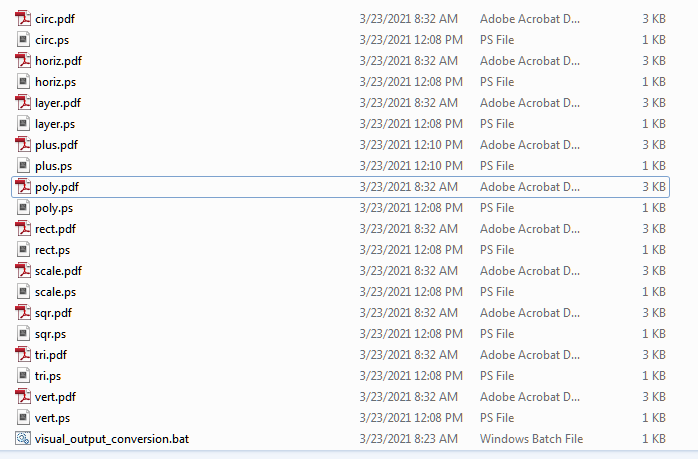 circ.pdf 3/23/2021 8:32 AM Adobe Acrobat D... 3 KB
circ.ps 3/23/2021 12:08 PM PS File 1 KB
horiz.pdf 3/23/2021 8:32 AM Adobe Acrobat D... 3 KB
horiz.ps 3/23/2021 12:08 PM PS File 1 KB
layer.pdf 3/23/2021 8:32 AM Adobe Acrobat D... 3 KB
layer.ps 3/23/2021 12:08 PM PS File 1 KB
plus.pdf 3/23/2021 12:10 PM Adobe Acrobat D... 3 KB
plus.ps 3/23/2021 12:10 PM PS File 1 KB
poly.pdf 3/23/2021 8:32 AM Adobe Acrobat D... 3 KB
poly.ps 3/23/2021 12:08 PM PS File 1 KB
rect.pdf 3/23/2021 8:32 AM Adobe Acrobat D... 3 KB
rect.ps 3/23/2021 12:08 PM PS File 1 KB
scale.pdf 3/23/2021 8:32 AM Adobe Acrobat D... 3 KB
scale.ps 3/23/2021 12:08 PM PS File 1 KB
sqr.pdf 3/23/2021 8:32 AM Adobe Acrobat D... 3 KB
sqr.ps 3/23/2021 12:08 PM PS File 1 KB
tri.pdf 3/23/2021 8:32 AM Adobe Acrobat D... 3 KB
tri.ps 3/23/2021 12:08 PM PS File 1 KB
vert.pdf 3/23/2021 8:32 AM Adobe Acrobat D... 3 KB
vert.ps 3/23/2021 12:08 PM PS File 1 KB
visual_output_conversion.bat 3/23/2021 8:23 AM Windows Batch File 1 KB